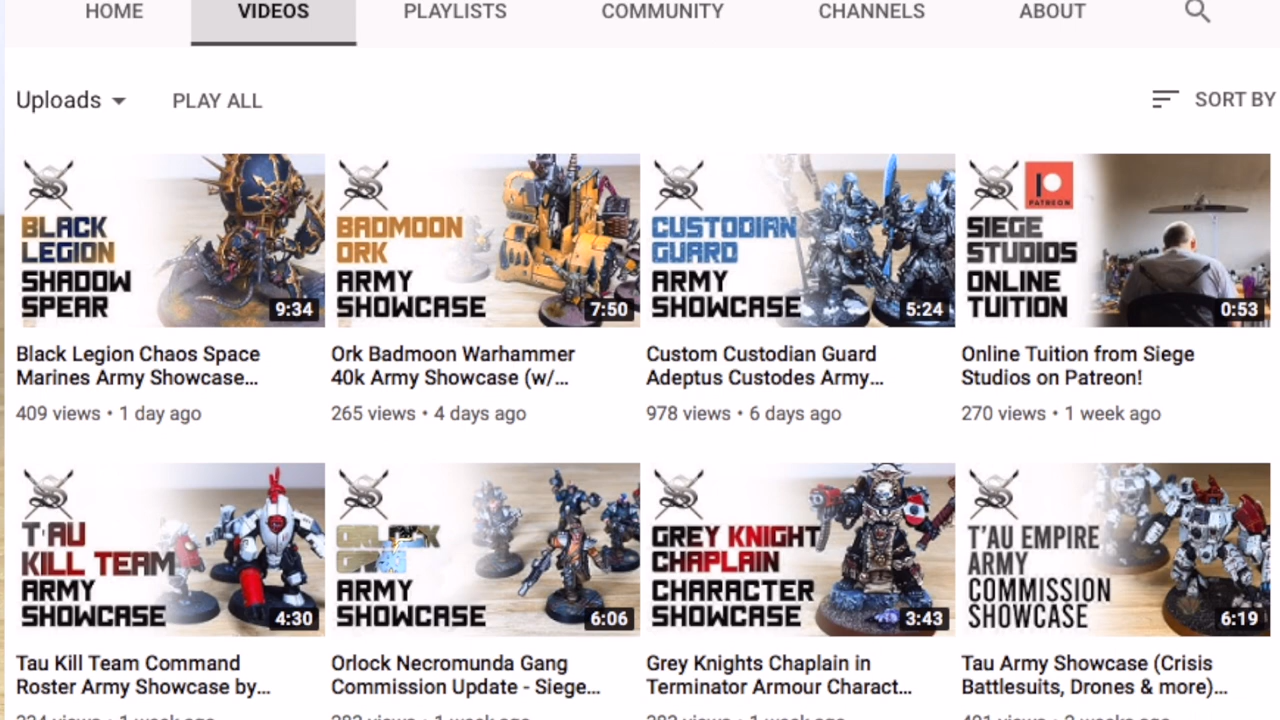 HOME VIDEOS PLAYLISTS COMMUNITY CHANNELS ABOUT
Uploads PLAY ALL SORT BY
BLACK
LEGION
SHADOW
SPEAR
9:34
BADMOON
ORK
ARMY
SHOWCASE
7:50
CUSTODIAN
GUARD
ARMY
SHOWCASE
5:24
PATREON
SIEGE
STUDIOS
ONLINE
TUITION
0:53
Black Legion Chaos Space
Marines Army Showcase...
409 views • 1 day ago
Ork Badmoon Warhammer
40k Army Showcase (w/...
265 views • 4 days ago
Custom Custodian Guard
Adeptus Custodes Army...
978 views • 6 days ago
Online Tuition from Siege
Studios on Patreon!
270 views • 1 week ago
T'AU
KILL TEAM
ARMY
SHOWCASE
4:30
ARMY
SHOWCASE
6:06
GREY KNIGHT
CHAPLAIN
CHARACTER
SHOWCASE
3:43
T'AU EMPIRE
ARMY
COMMISSION
SHOWCASE
6:19
Tau Kill Team Command
Roster Army Showcase by...
Orlock Necromunda Gang
Commission Update - Siege...
Grey Knights Chaplain in
Terminator Armour Charact...
Tau Army Showcase (Crisis
Battlesuits, Drones & more)...